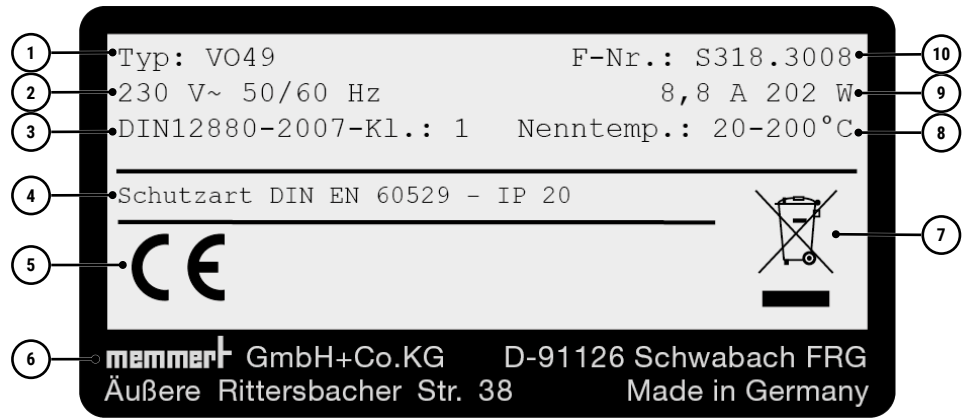 1 Typ: VO49 F-Nr.: S318.3008 10
2 230 V~ 50/60 Hz 8,8 A 202 W 9
3 DIN12880-2007-Kl.: 1 Nenntemp.: 20-200°C 8
4 Schutzart DIN EN 60529 – IP 20
7
5 CE
6 memmert GmbH+Co.KG D-91126 Schwabach FRG
Äußere Rittersbacher Str. 38 Made in Germany